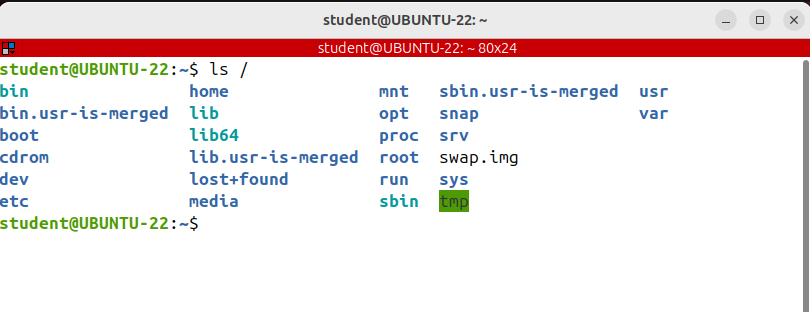 student@UBUNTU-22: ~
student@UBUNTU-22: ~ 80x24
student@UBUNTU-22:~$ ls /
bin                home                mnt   sbin.usr-is-merged  usr
bin.usr-is-merged  lib                 opt   snap                var
boot               lib64               proc  srv
cdrom              lib.usr-is-merged   root  swap.img
dev                lost+found          run   sys
etc                media               sbin  tmp
student@UBUNTU-22:~$